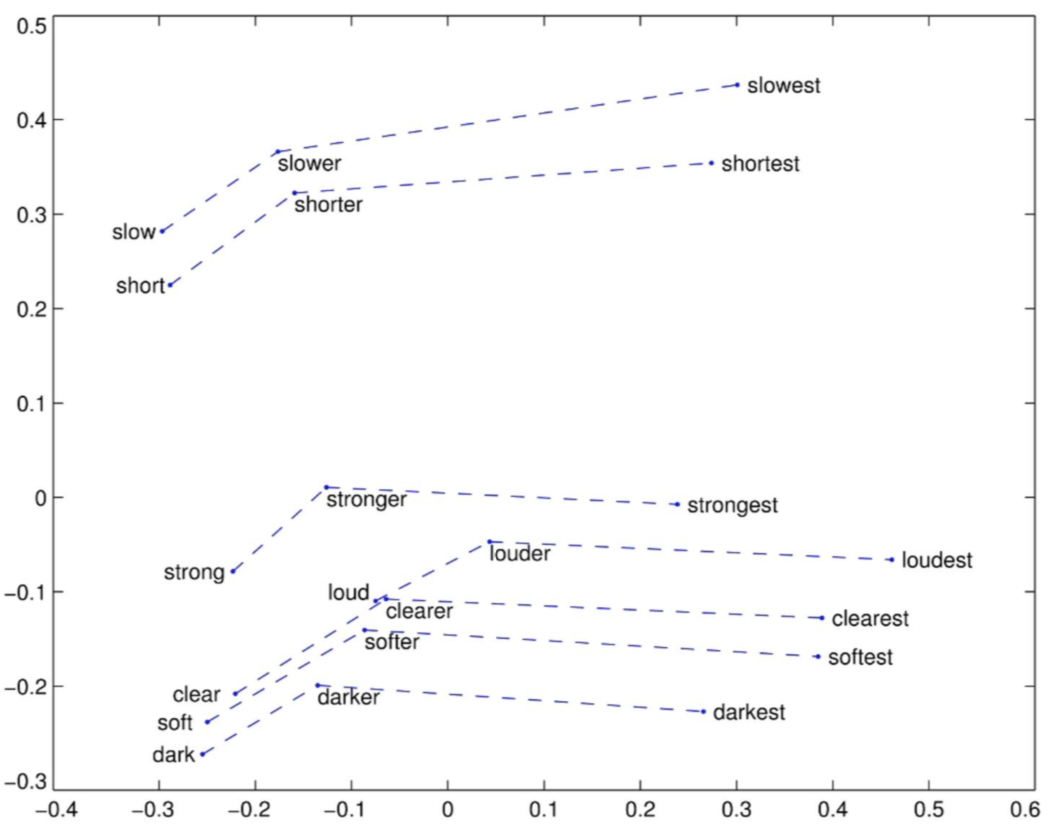 0.5
slowest
0.4
slower
shortest
shorter
0.3
slow
short
0.2
0.1
0
stronger
strongest
louder
loudest
strong
−0.1
loud
clearer
clearest
softer
softest
−0.2
clear
darker
soft
darkest
dark
−0.3
−0.4 −0.3 −0.2 −0.1 0 0.1 0.2 0.3 0.4 0.5 0.6